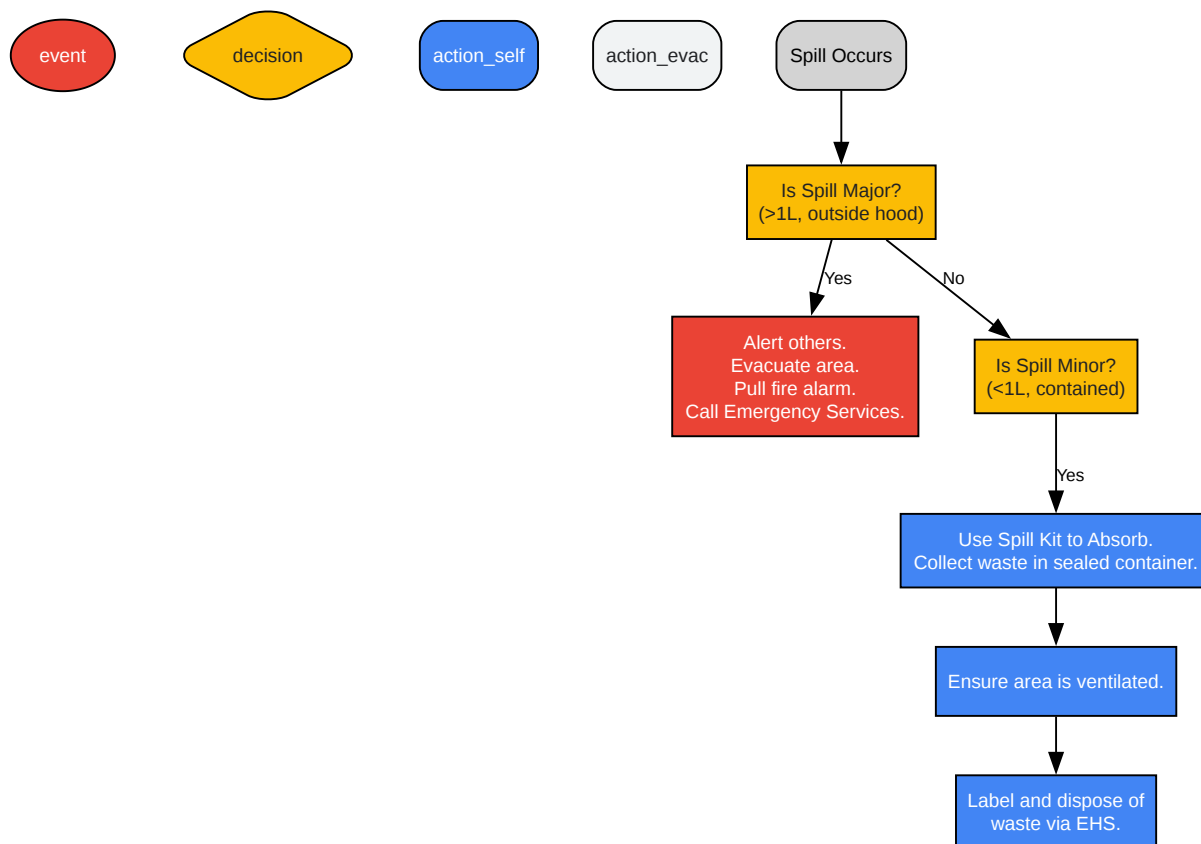 event
decision
action_self
action_evac
Spill Occurs
Is Spill Major?
(>1L, outside hood)
Yes
No
Alert others.
Evacuate area.
Pull fire alarm.
Call Emergency Services.
Is Spill Minor?
(<1L, contained)
Yes
Use Spill Kit to Absorb.
Collect waste in sealed container.
Ensure area is ventilated.
Label and dispose of
waste via EHS.